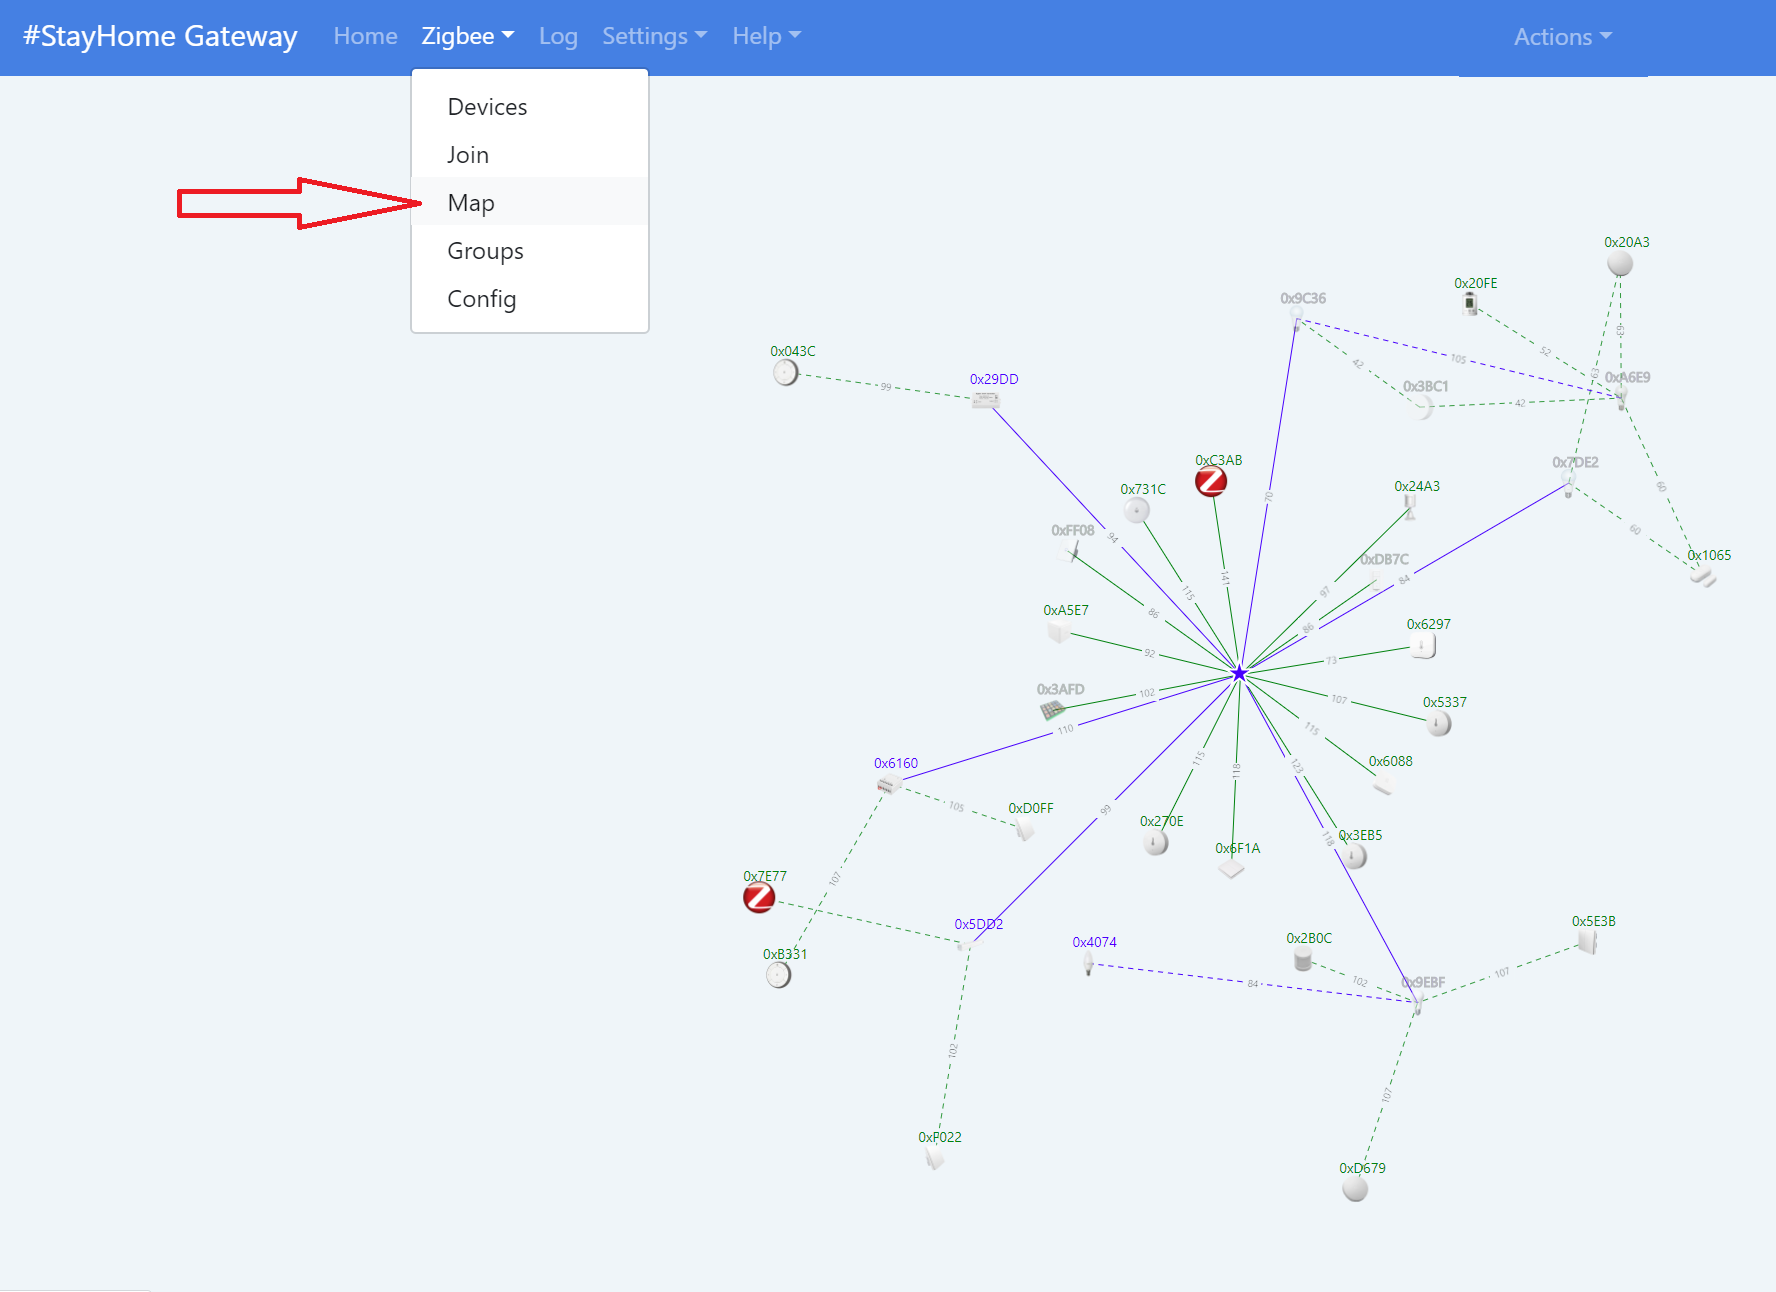 #StayHome Gateway Home Zigbee Log Settings Help Actions
Devices
Join
Map
Groups
Config
0x20A3
0x20FE
0x9C36
63
0x043C
52
105
0x29DD
42
63
0xA6E9
99
0x3BC1
42
0xC3AB
0x7DE2
0x731C
0x24A3
60
70
0xFF08
60
94
0x1065
0xDB7C
141
84
115
97
0xA5E7
86
0x6297
86
92
73
0x3AFD
102
107
0x5337
110
115
0x6088
0x6160
115
118
123
105
0xD0FF
99
0x270E
0x3EB5
118
0x6F1A
0x7E77
107
0x5DD2
0x5E3B
0x4074
0x2B0C
0xB331
107
102
0x9EBF
84
102
107
0xF022
0xD679